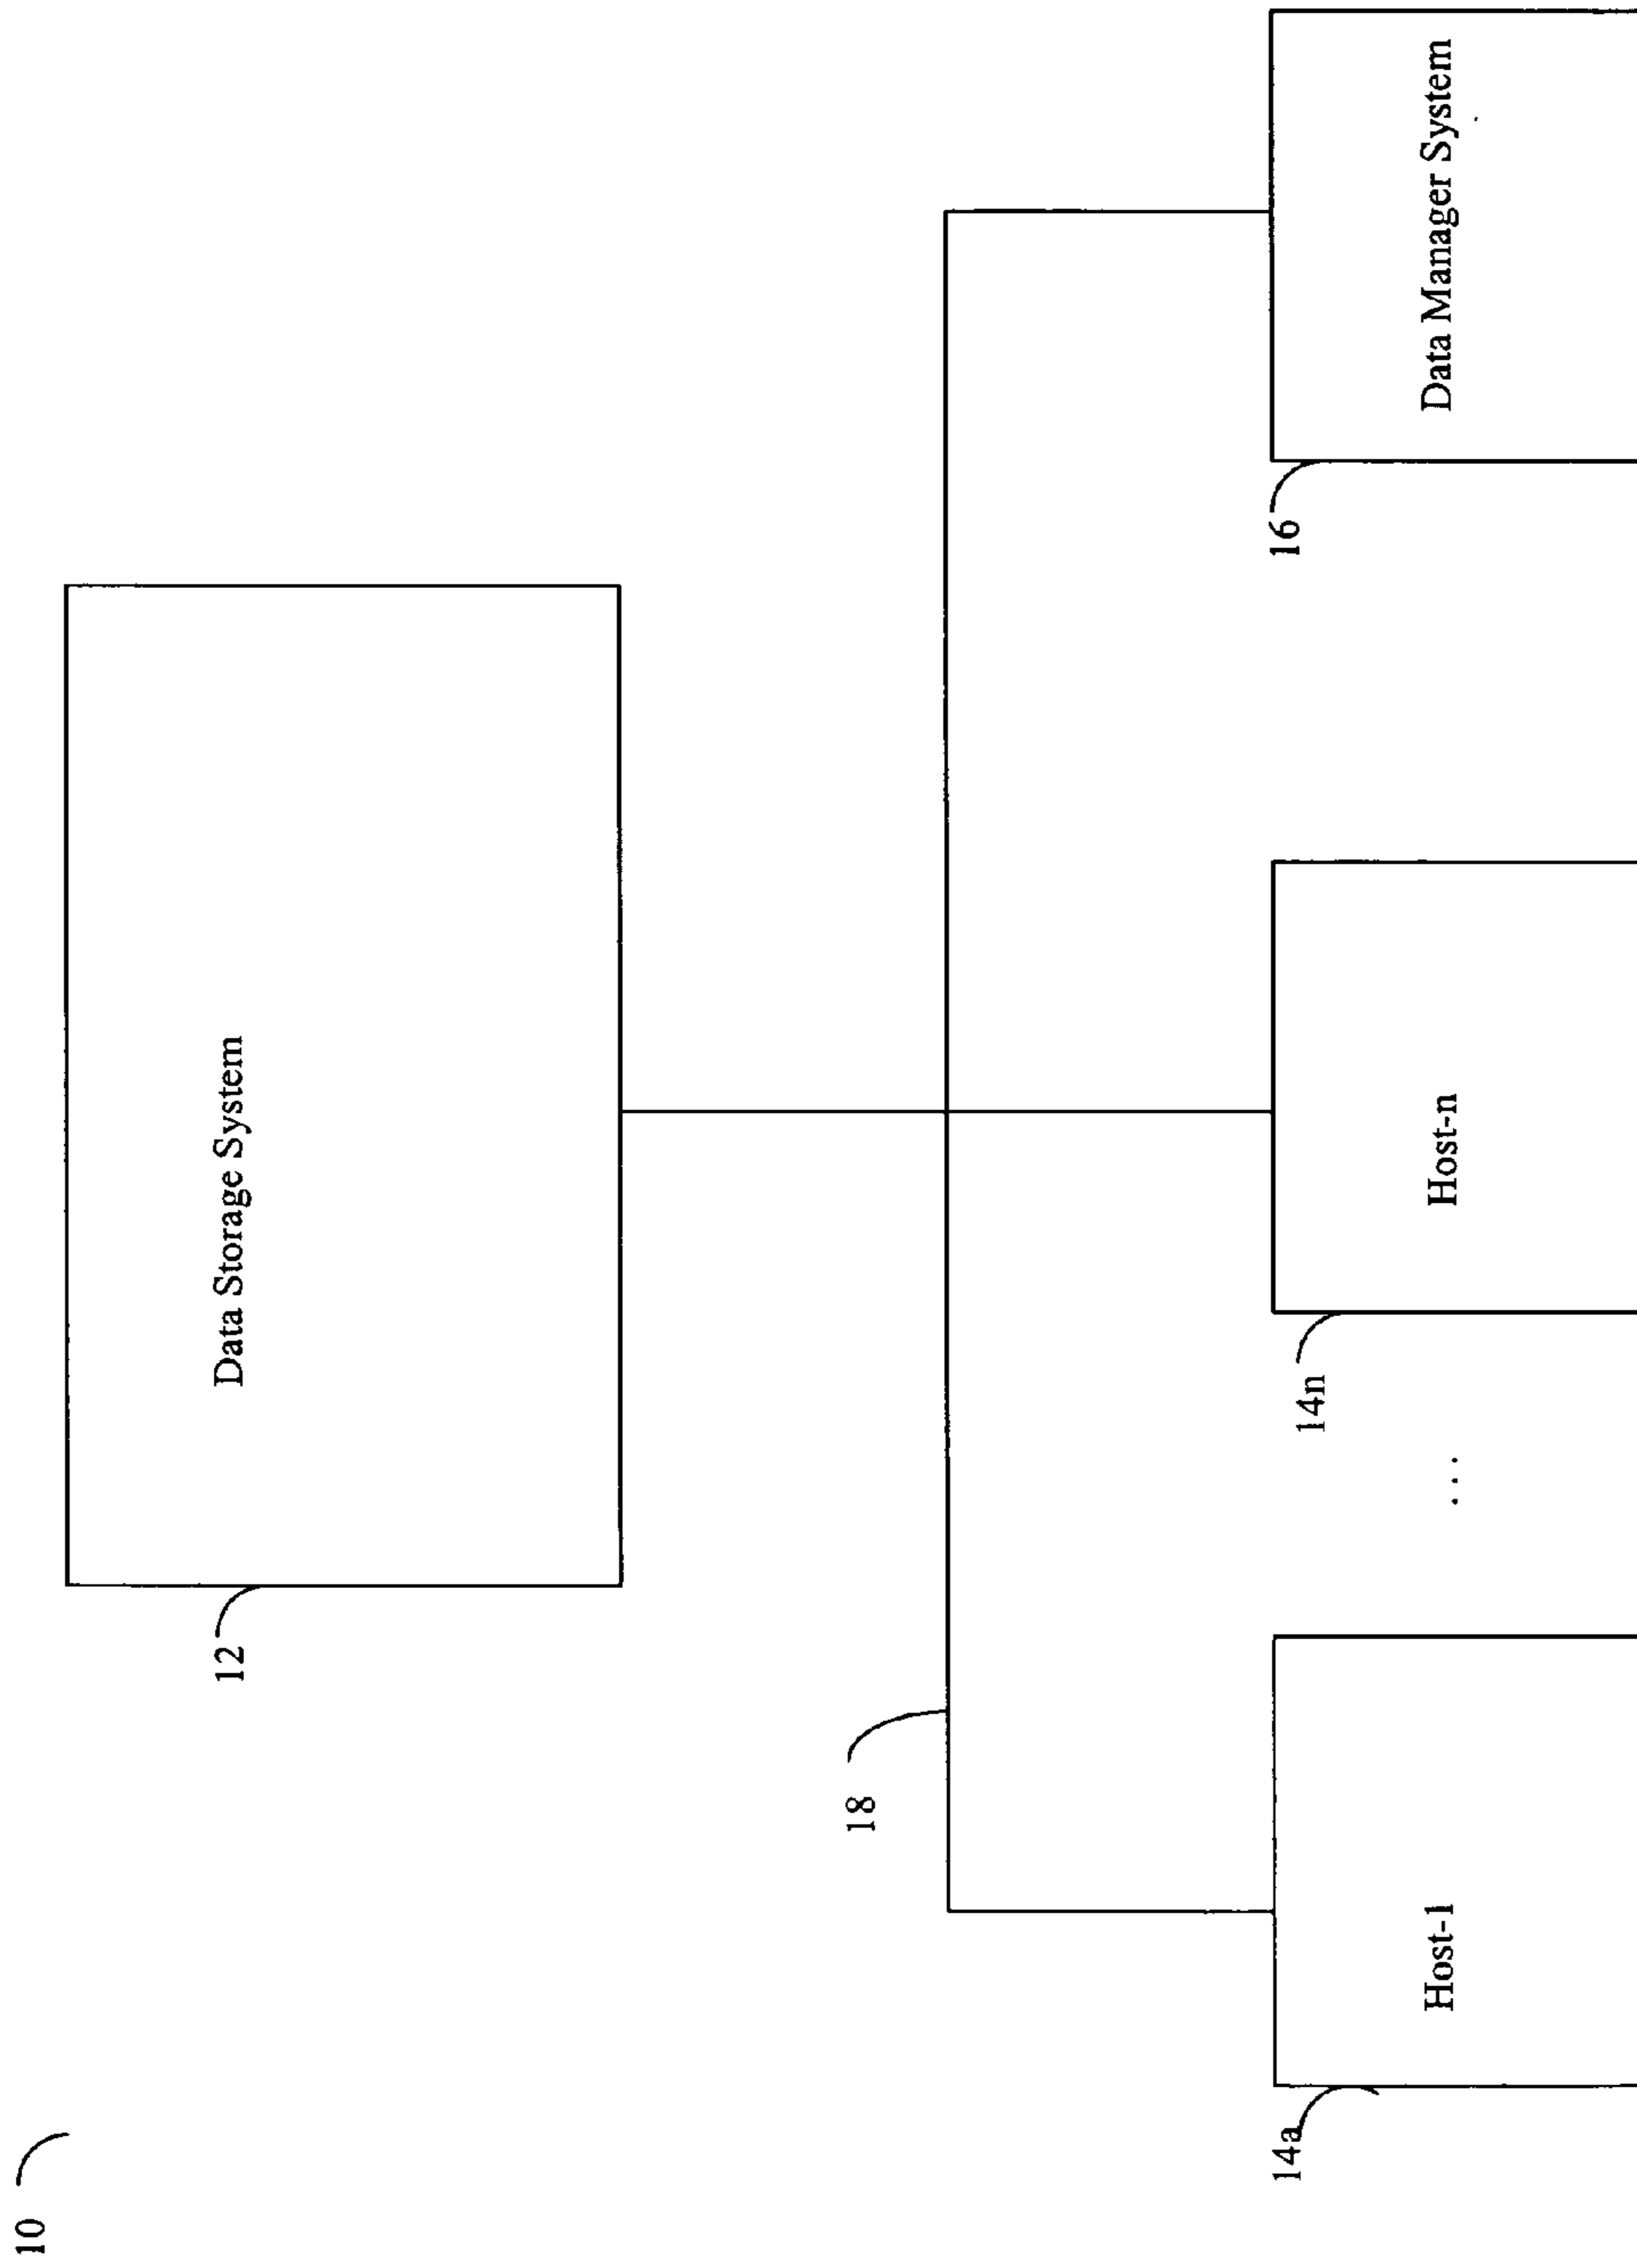 10
12
Data Storage System
18
14a
Host-1
. . .
14n
Host-n
16
Data Manager System